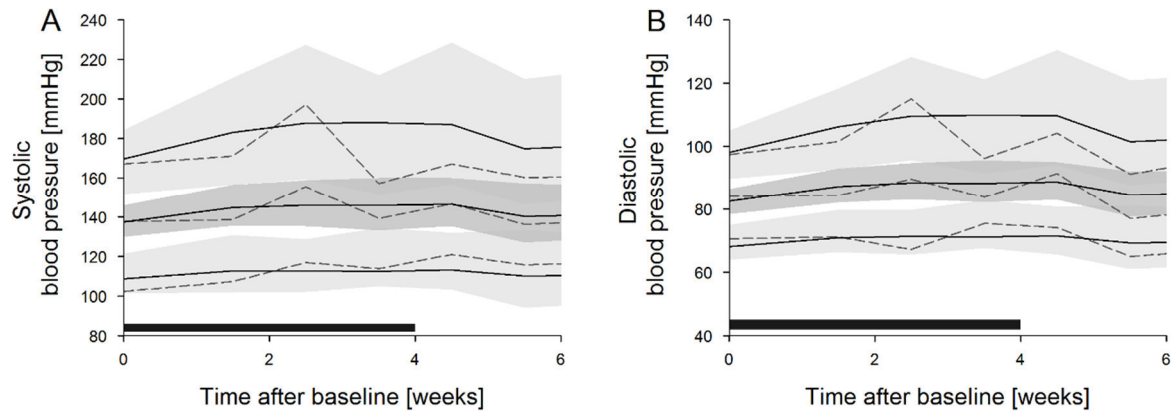 A
Systolic
blood pressure [mmHg]
240
220
200
180
160
140
120
100
80
0
2
4
6
Time after baseline [weeks]
B
Diastolic
blood pressure [mmHg]
140
120
100
80
60
40
0
2
4
6
Time after baseline [weeks]